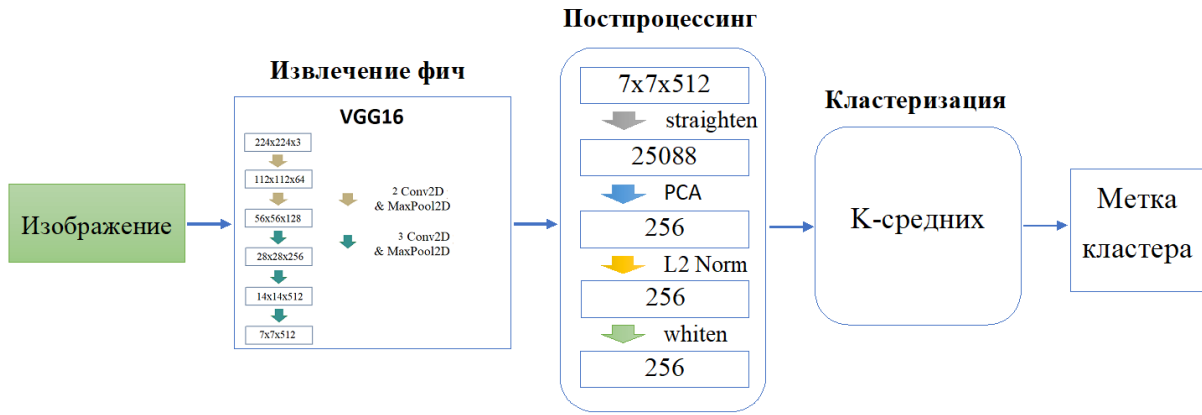 Изображение
Извлечение фич
VGG16
224x224x3
112x112x64
56x56x128
28x28x256
14x14x512
7x7x512
2 Conv2D
& MaxPool2D
3 Conv2D
& MaxPool2D
Постпроцессинг
7x7x512
straighten
25088
PCA
256
L2 Norm
256
whiten
256
Кластеризация
К-средних
Метка
кластера